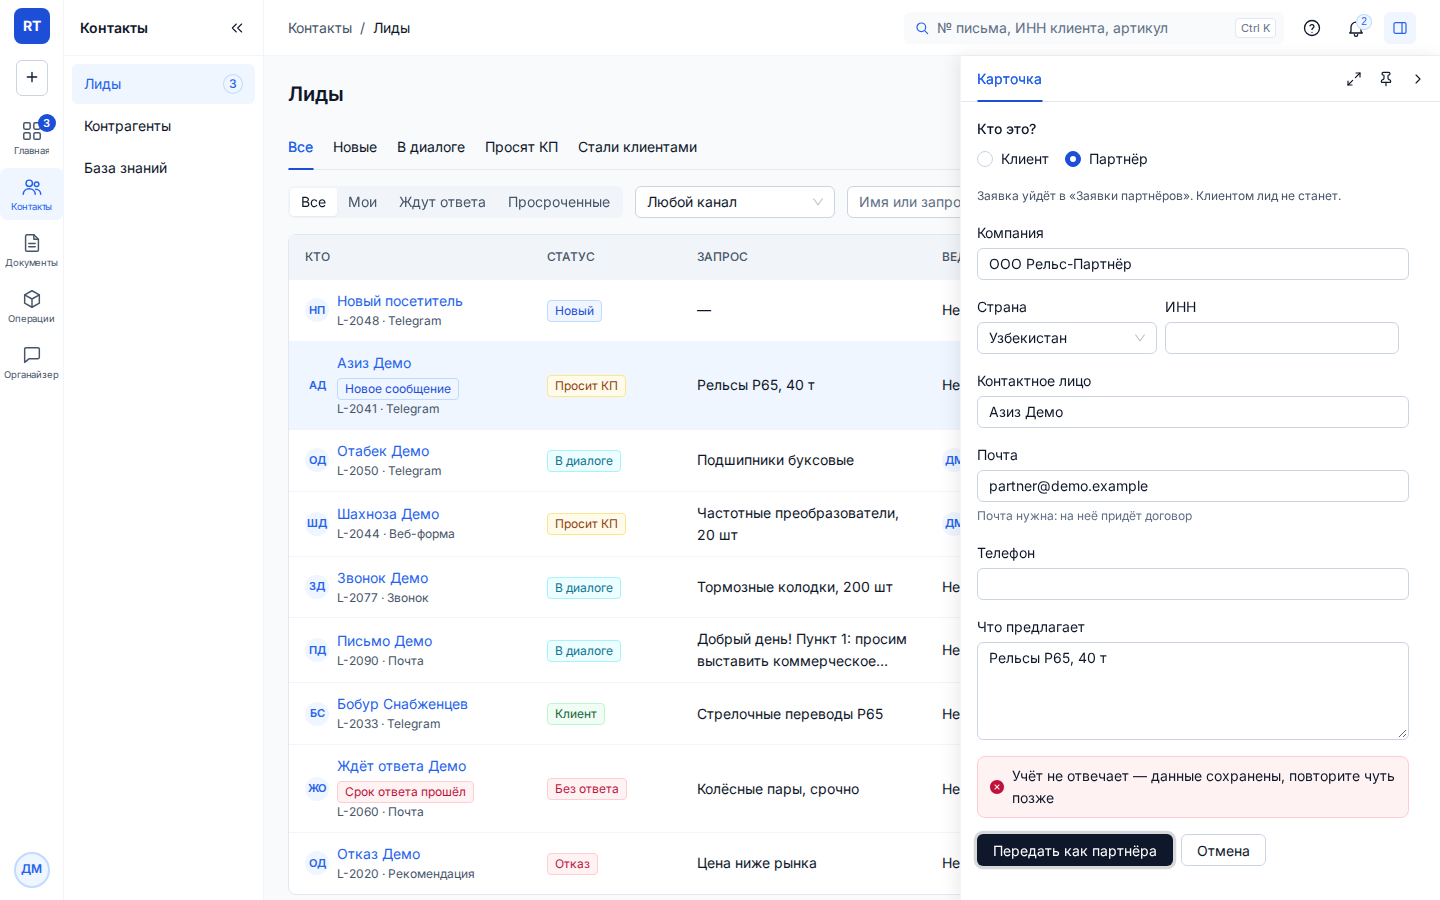 RT
Контакты
Контакты / Лиды
№ письма, ИНН клиента, артикул
Ctrl K
2
3
Главная
Контакты
Документы
Операции
Органайзер
ДМ
Лиды
3
Контрагенты
База знаний
Лиды
Все
Новые
В диалоге
Просят КП
Стали клиентами
Все
Мои
Ждут ответа
Просроченные
Любой канал
Имя или запро
КТО
СТАТУС
ЗАПРОС
ВЕД
НП
Новый посетитель
L-2048 · Telegram
Новый
—
Не
АД
Азиз Демо
Новое сообщение
L-2041 · Telegram
Просит КП
Рельсы Р65, 40 т
Не
ОД
Отабек Демо
L-2050 · Telegram
В диалоге
Подшипники буксовые
ДМ
ШД
Шахноза Демо
L-2044 · Веб-форма
Просит КП
Частотные преобразователи,
20 шт
ДМ
ЗД
Звонок Демо
L-2077 · Звонок
В диалоге
Тормозные колодки, 200 шт
Не
ПД
Письмо Демо
L-2090 · Почта
В диалоге
Добрый день! Пункт 1: просим
выставить коммерческое...
Не
БС
Бобур Снабженцев
L-2033 · Telegram
Клиент
Стрелочные переводы Р65
Не
ЖО
Ждёт ответа Демо
Срок ответа прошёл
L-2060 · Почта
Без ответа
Колёсные пары, срочно
Не
ОД
Отказ Демо
L-2020 · Рекомендация
Отказ
Цена ниже рынка
Не
Карточка
Кто это?
Клиент
Партнёр
Заявка уйдёт в «Заявки партнёров». Клиентом лид не станет.
Компания
ООО Рельс-Партнёр
Страна
ИНН
Узбекистан
Контактное лицо
Азиз Демо
Почта
partner@demo.example
Почта нужна: на неё придёт договор
Телефон
Что предлагает
Рельсы Р65, 40 т
Учёт не отвечает — данные сохранены, повторите чуть
позже
Передать как партнёра
Отмена